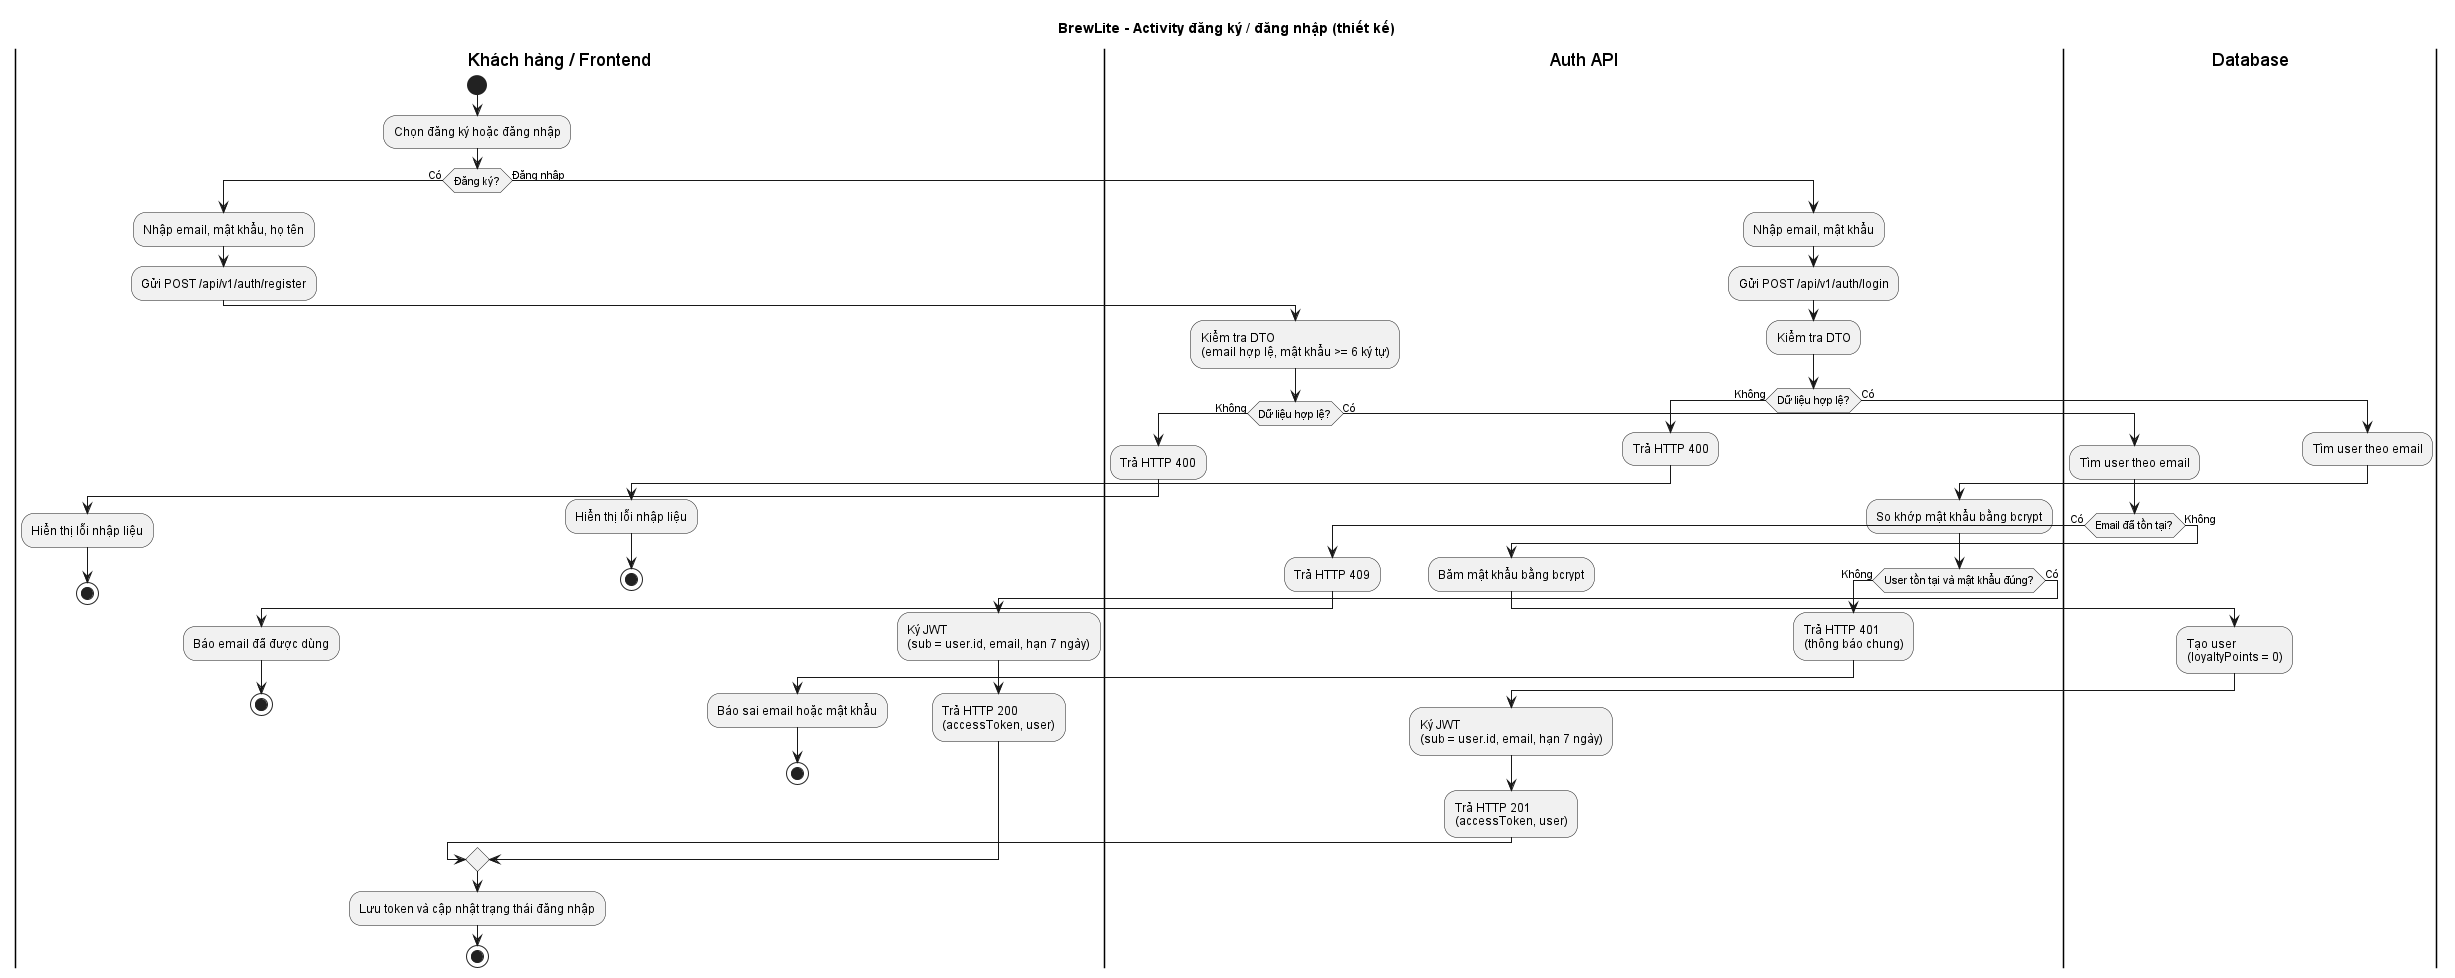 BrewLite - Activity đăng ký / đăng nhập (thiết kế)
Khách hàng / Frontend
Auth API
Database
Chọn đăng ký hoặc đăng nhập
Có
Đăng ký?
Đăng nhập
Nhập email, mật khẩu, họ tên
Nhập email, mật khẩu
Gửi POST /api/v1/auth/register
Gửi POST /api/v1/auth/login
Kiểm tra DTO
(email hợp lệ, mật khẩu >= 6 ký tự)
Kiểm tra DTO
Không
Dữ liệu hợp lệ?
Có
Không
Dữ liệu hợp lệ?
Có
Trả HTTP 400
Trả HTTP 400
Tìm user theo email
Tìm user theo email
Hiển thị lỗi nhập liệu
Hiển thị lỗi nhập liệu
So khớp mật khẩu bằng bcrypt
Có
Email đã tồn tại?
Không
Trả HTTP 409
Băm mật khẩu bằng bcrypt
Không
User tồn tại và mật khẩu đúng?
Có
Báo email đã được dùng
Ký JWT
(sub = user.id, email, hạn 7 ngày)
Trả HTTP 401
(thông báo chung)
Tạo user
(loyaltyPoints = 0)
Báo sai email hoặc mật khẩu
Trả HTTP 200
(accessToken, user)
Ký JWT
(sub = user.id, email, hạn 7 ngày)
Trả HTTP 201
(accessToken, user)
Lưu token và cập nhật trạng thái đăng nhập